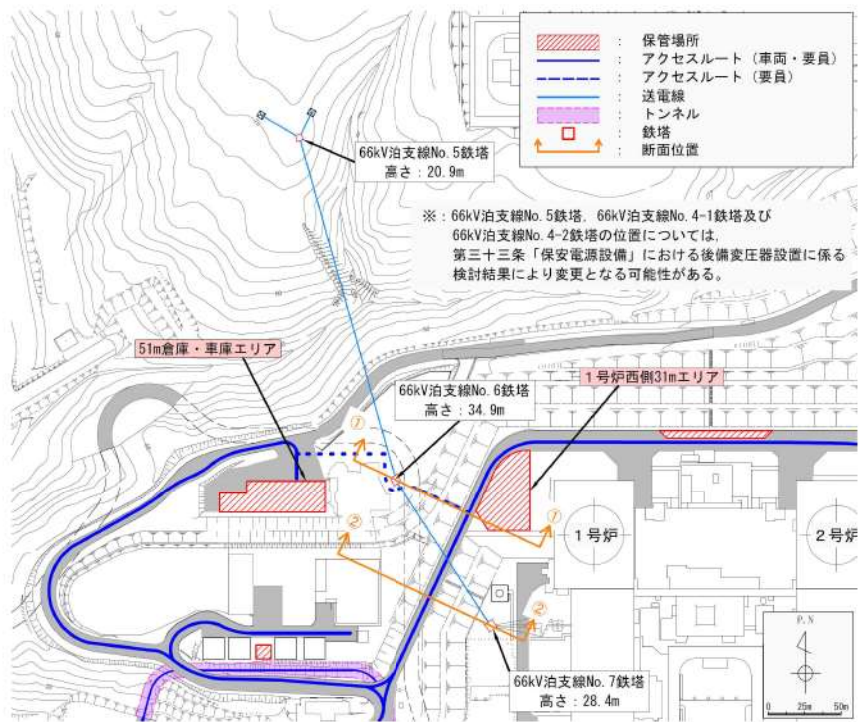 ： 保管場所
： アクセスルート（車両・要員）
： アクセスルート（要員）
： 送電線
： トンネル
： 鉄塔
： 断面位置
66kV泊支線No.5鉄塔
高さ：20.9m
※：66kV泊支線No.5鉄塔，66kV泊支線No.4-1鉄塔及び
66kV泊支線No.4-2鉄塔の位置については，
第三十三条「保安電源設備」における後備変圧器設置に係る
検討結果により変更となる可能性がある。
51m倉庫・車庫エリア
66kV泊支線No.6鉄塔
高さ：34.9m
１号炉西側31mエリア
①
①
②
②
１号炉
２号炉
66kV泊支線No.7鉄塔
高さ：28.4m
P.N
0 25m 50m